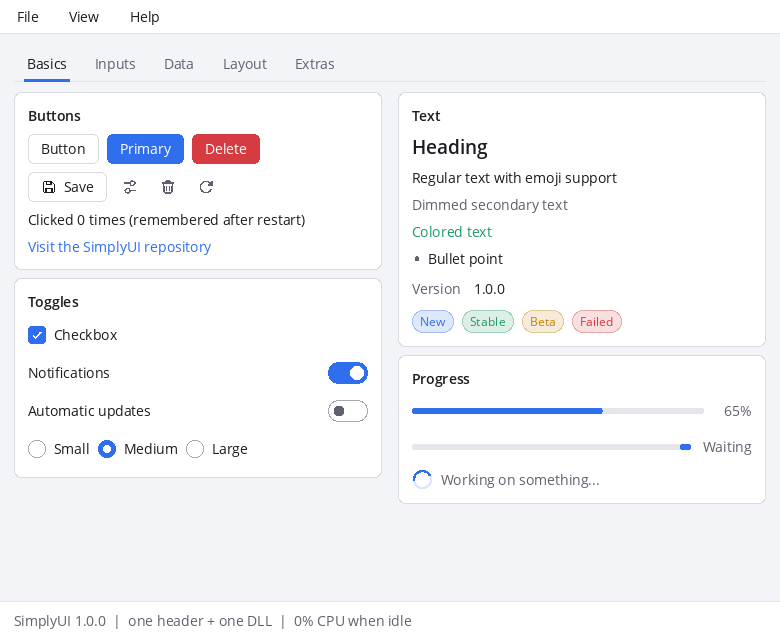 File View Help
Basics Inputs Data Layout Extras
Buttons
Button Primary Delete
Save
Clicked 0 times (remembered after restart)
Visit the SimplyUI repository
Toggles
Checkbox
Notifications
Automatic updates
Small Medium Large
Text
Heading
Regular text with emoji support
Dimmed secondary text
Colored text
Bullet point
Version 1.0.0
New Stable Beta Failed
Progress
65%
Waiting
Working on something...
SimplyUI 1.0.0 | one header + one DLL | 0% CPU when idle